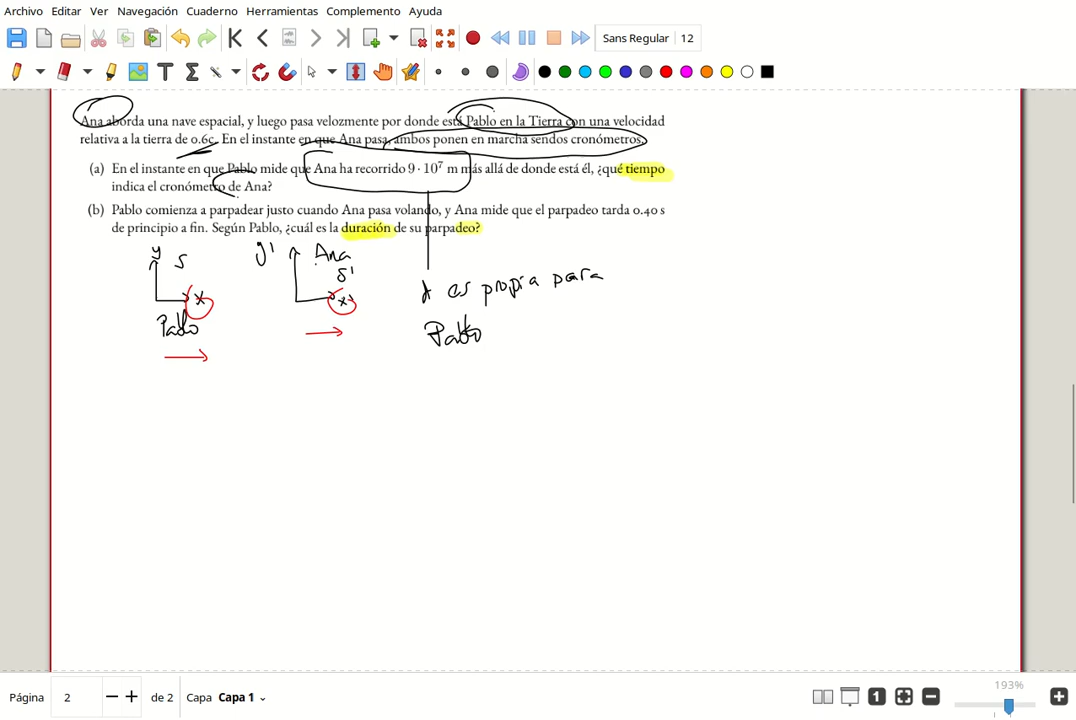 Archivo Editar Ver Navegación Cuaderno Herramientas Complemento Ayuda
Sans Regular 12
Ana aborda una nave espacial, y luego pasa velozmente por donde está Pablo en la Tierra con una velocidad
relativa a la tierra de 0.6c. En el instante en que Ana pasa, ambos ponen en marcha sendos cronómetros.
(a) En el instante en que Pablo mide que Ana ha recorrido 9 · 10⁷ m más allá de donde está él, ¿qué tiempo
indica el cronómetro de Ana?
(b) Pablo comienza a parpadear justo cuando Ana pasa volando, y Ana mide que el parpadeo tarda 0.40 s
de principio a fin. Según Pablo, ¿cuál es la duración de su parpadeo?
y S y' Ana
S'
x x'
Pablo
es propia para
Pablo
Página 2 de 2 Capa Capa 1 193%
1